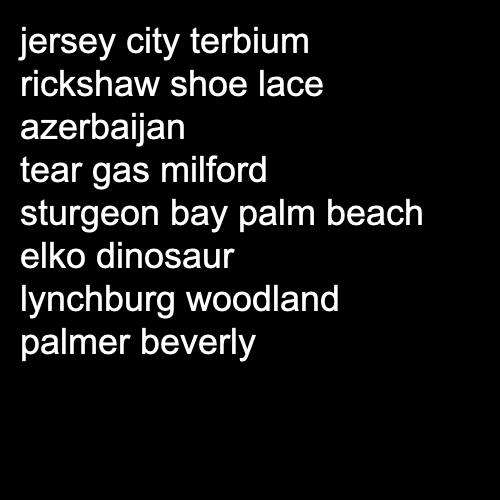 jersey city terbium
rickshaw shoe lace
azerbaijan
tear gas milford
sturgeon bay palm beach
elko dinosaur
lynchburg woodland
palmer beverly